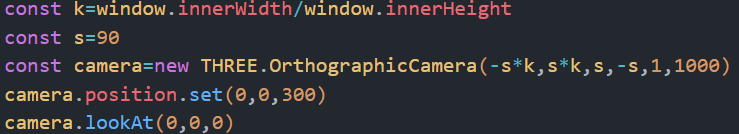 const k=window.innerWidth/window.innerHeight
const s=90
const camera=new THREE.OrthographicCamera(-s*k,s*k,s,-s,1,1000)
camera.position.set(0,0,300)
camera.lookAt(0,0,0)